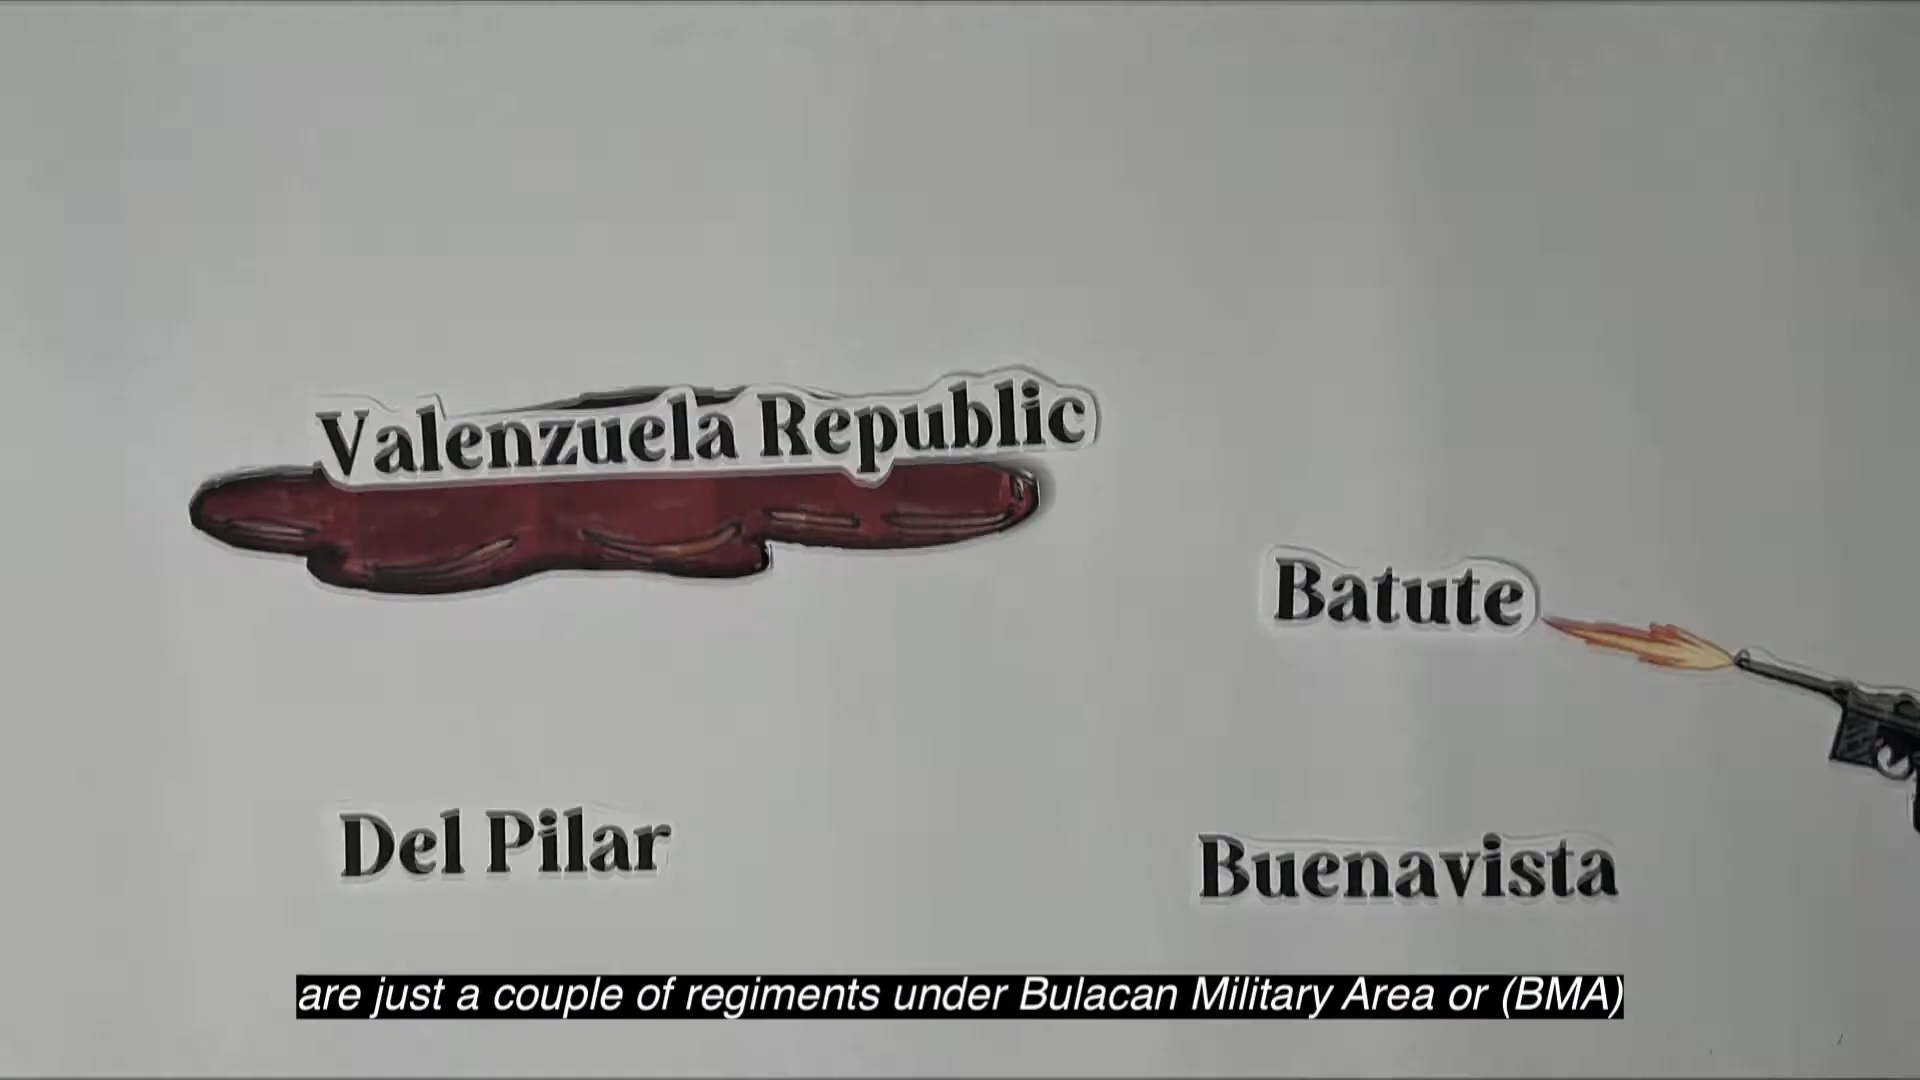 Valenzuela Republic
Batute
Del Pilar
Buenavista
are just a couple of regiments under Bulacan Military Area or (BMA)